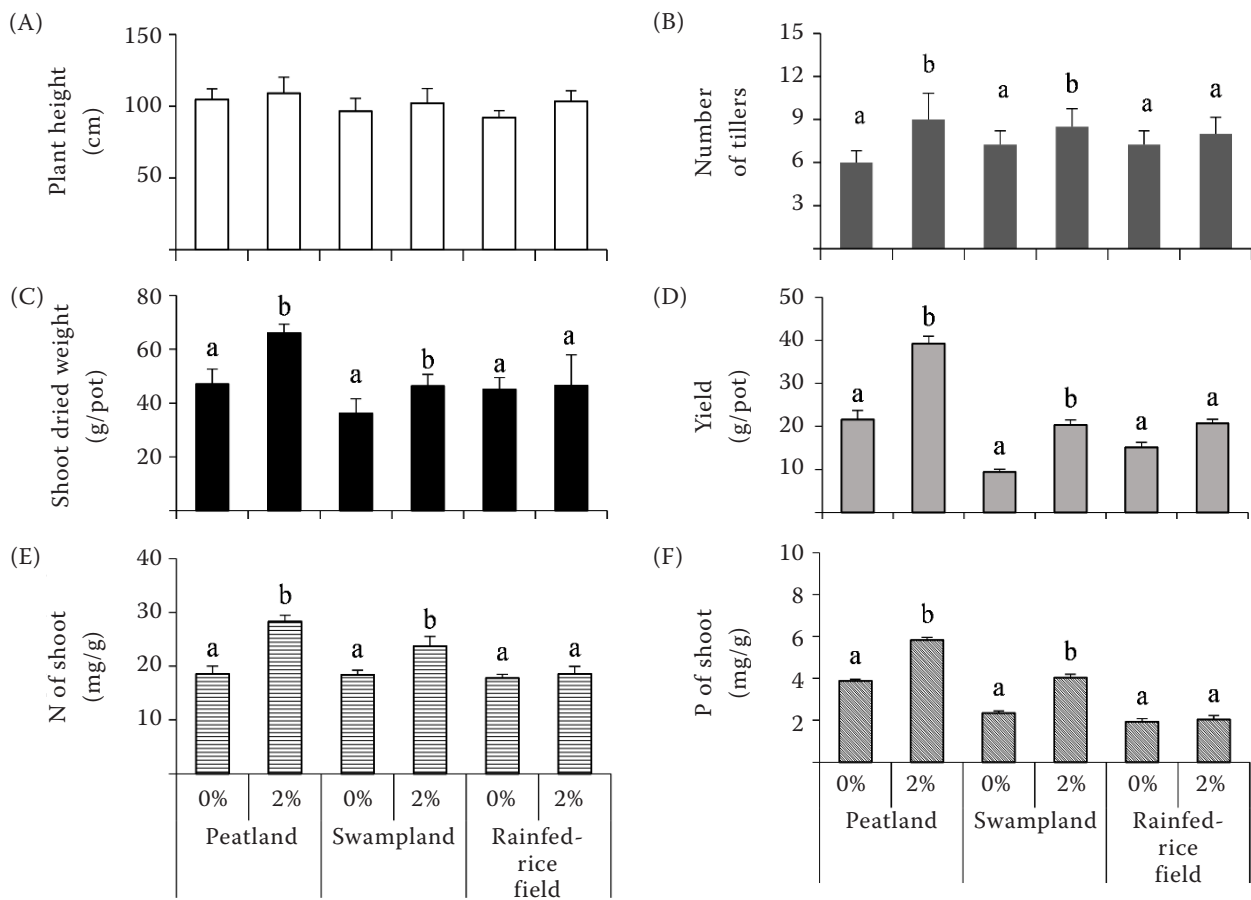 (A)
Plant height
(cm)
150
100
50
(B)
Number
of tillers
15
12
9
6
3
a
b
a
b
a
a
(C)
Shoot dried weight
(g/pot)
80
60
40
20
a
b
a
b
a
a
(D)
Yield
(g/pot)
50
40
30
20
10
a
b
a
b
a
a
(E)
N of shoot
(mg/g)
40
30
20
10
a
b
a
b
a
a
0% 2% 0% 2% 0% 2%
Peatland Swampland Rainfed-
rice
field
(F)
P of shoot
(mg/g)
10
8
6
4
2
a
b
a
b
a
a
0% 2% 0% 2% 0% 2%
Peatland Swampland Rainfed-
rice
field